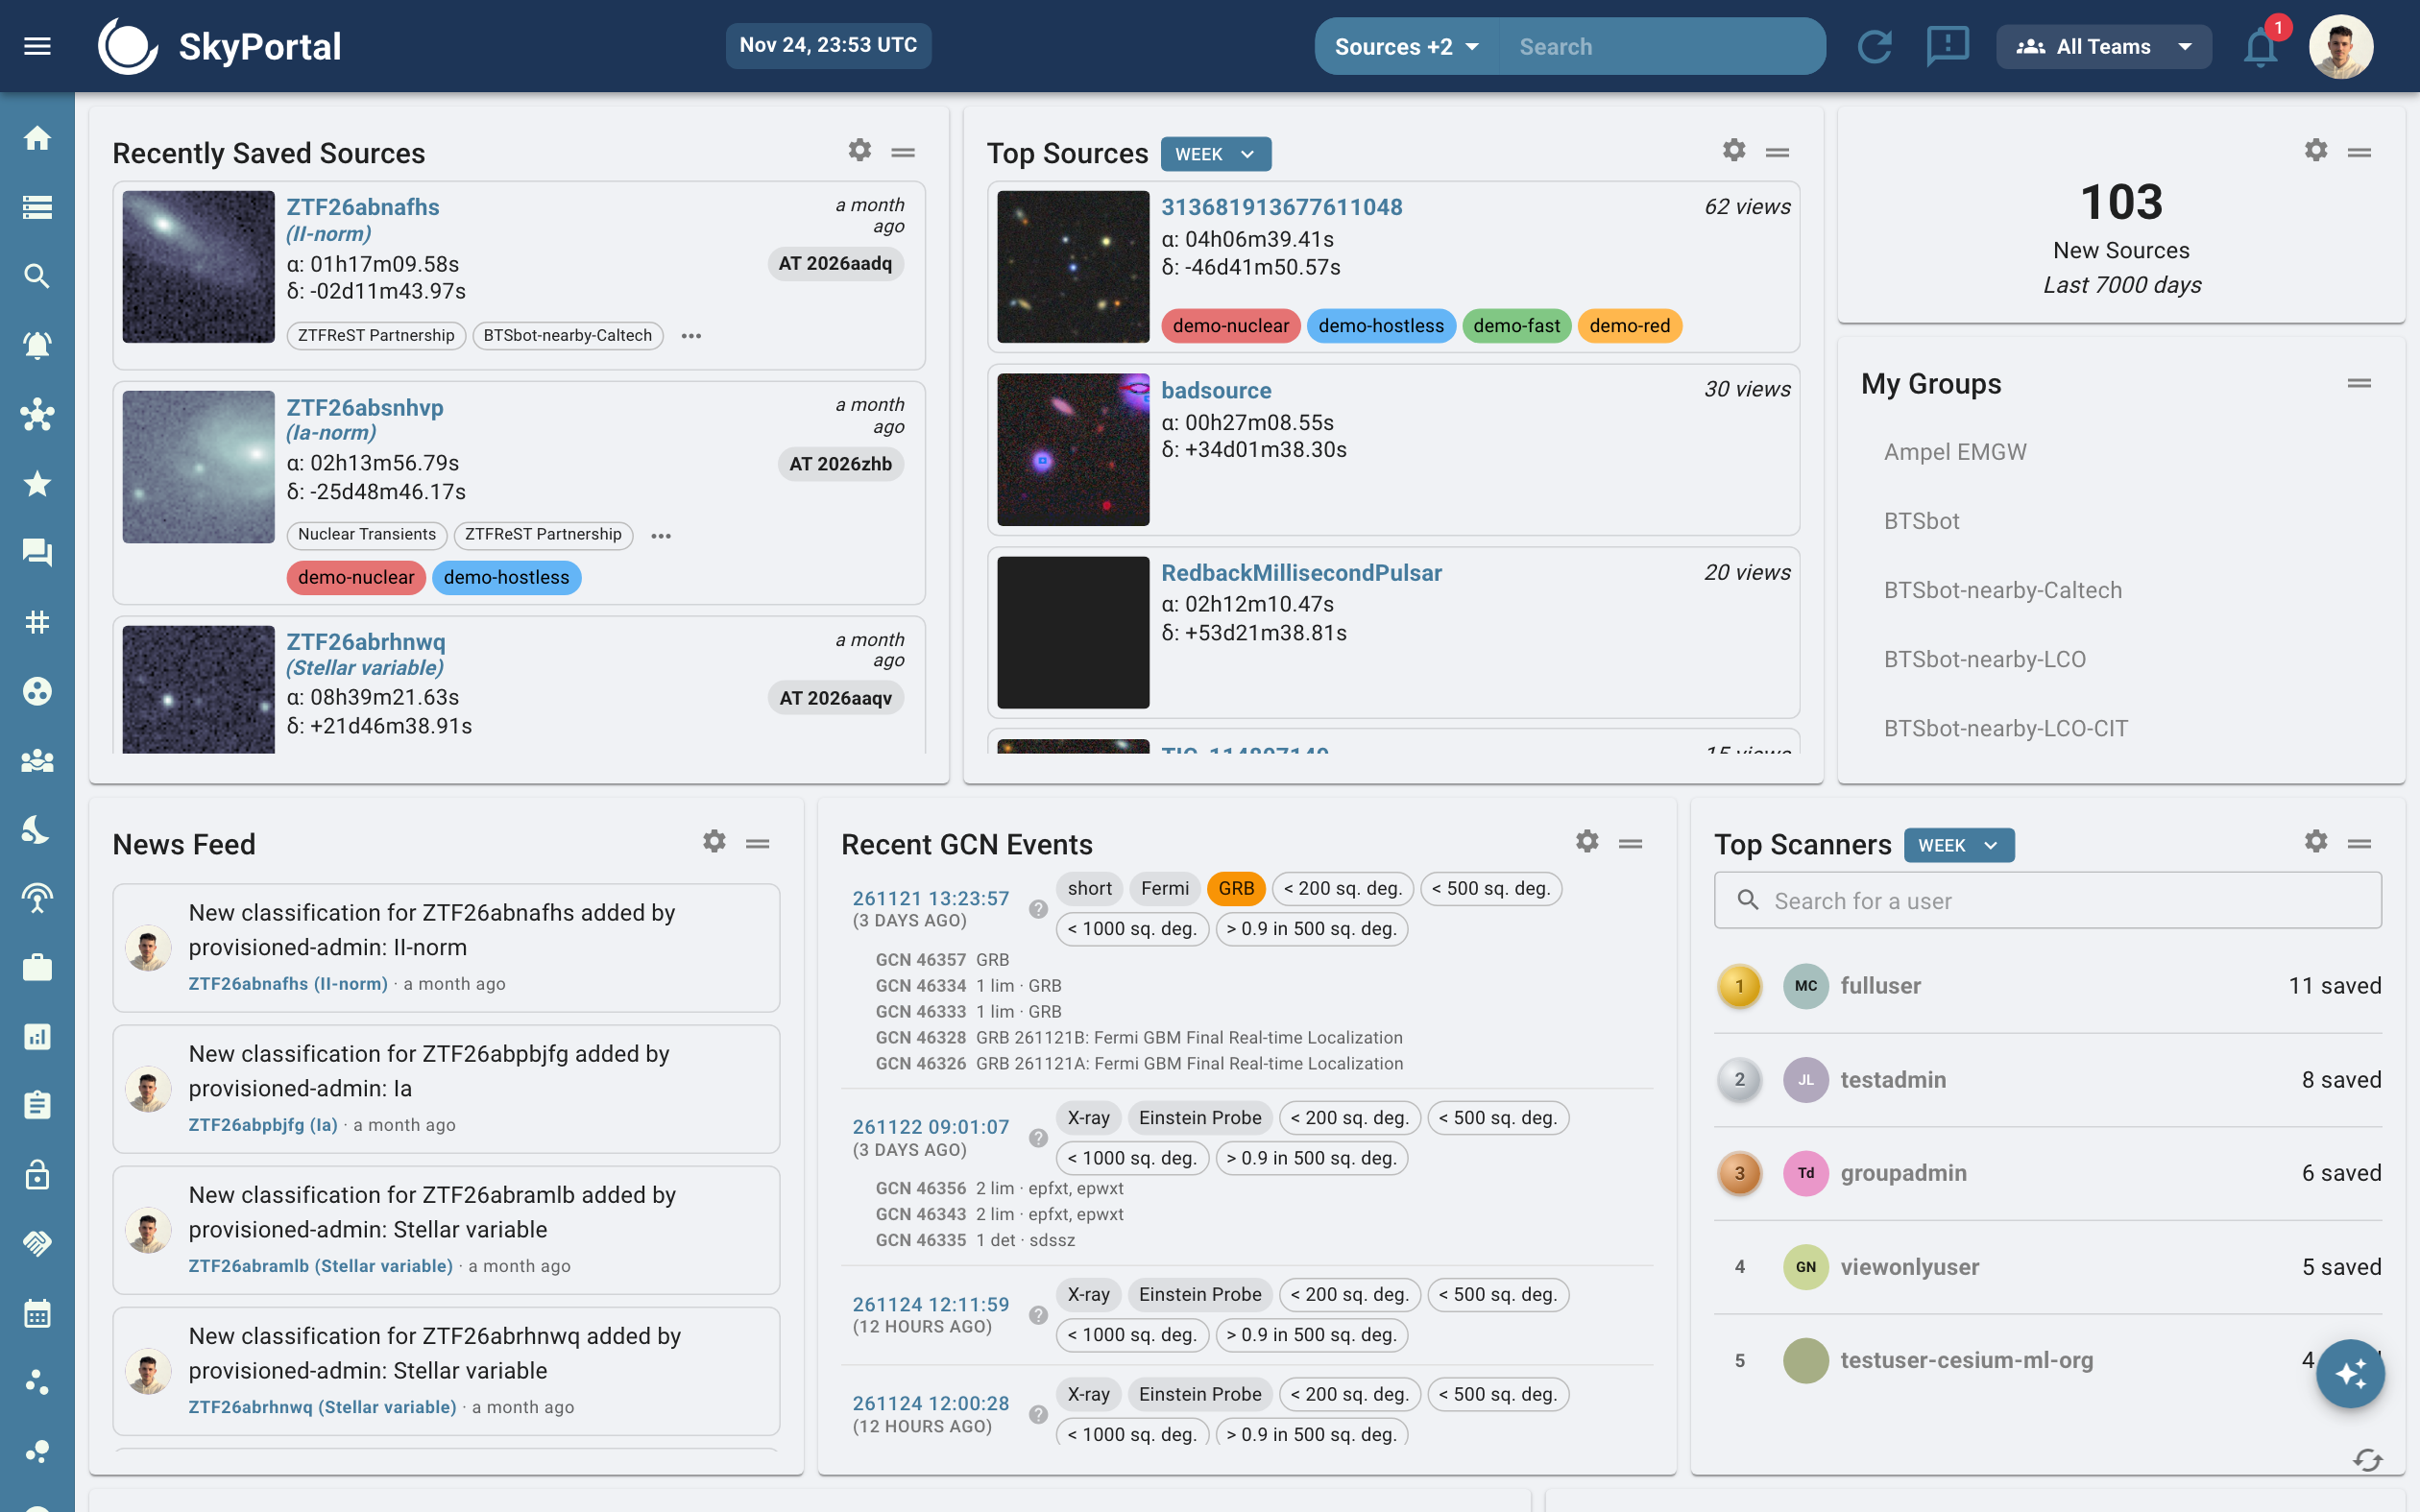 SkyPortal
Nov 24, 23:53 UTC
Sources +2
Search
All Teams
1
Recently Saved Sources
ZTF26abnafhs
(II-norm)
α: 01h17m09.58s
δ: -02d11m43.97s
a month
ago
AT 2026aadq
ZTFReST Partnership
BTSbot-nearby-Caltech
ZTF26absnhvp
(Ia-norm)
α: 02h13m56.79s
δ: -25d48m46.17s
a month
ago
AT 2026zhb
Nuclear Transients
ZTFReST Partnership
demo-nuclear
demo-hostless
ZTF26abrhnwq
(Stellar variable)
α: 08h39m21.63s
δ: +21d46m38.91s
a month
ago
AT 2026aaqv
Top Sources
WEEK
313681913677611048
α: 04h06m39.41s
δ: -46d41m50.57s
62 views
demo-nuclear
demo-hostless
demo-fast
demo-red
badsource
α: 00h27m08.55s
δ: +34d01m38.30s
30 views
RedbackMillisecondPulsar
α: 02h12m10.47s
δ: +53d21m38.81s
20 views
15 views
103
New Sources
Last 7000 days
My Groups
Ampel EMGW
BTSbot
BTSbot-nearby-Caltech
BTSbot-nearby-LCO
BTSbot-nearby-LCO-CIT
News Feed
New classification for ZTF26abnafhs added by
provisioned-admin: II-norm
ZTF26abnafhs (II-norm) · a month ago
New classification for ZTF26abpbjfg added by
provisioned-admin: Ia
ZTF26abpbjfg (Ia) · a month ago
New classification for ZTF26abramlb added by
provisioned-admin: Stellar variable
ZTF26abramlb (Stellar variable) · a month ago
New classification for ZTF26abrhnwq added by
provisioned-admin: Stellar variable
ZTF26abrhnwq (Stellar variable) · a month ago
Recent GCN Events
261121 13:23:57
(3 DAYS AGO)
short
Fermi
GRB
< 200 sq. deg.
< 500 sq. deg.
< 1000 sq. deg.
> 0.9 in 500 sq. deg.
GCN 46357 GRB
GCN 46334 1 lim · GRB
GCN 46333 1 lim · GRB
GCN 46328 GRB 261121B: Fermi GBM Final Real-time Localization
GCN 46326 GRB 261121A: Fermi GBM Final Real-time Localization
261122 09:01:07
(3 DAYS AGO)
X-ray
Einstein Probe
< 200 sq. deg.
< 500 sq. deg.
< 1000 sq. deg.
> 0.9 in 500 sq. deg.
GCN 46356 2 lim · epfxt, epwxt
GCN 46343 2 lim · epfxt, epwxt
GCN 46335 1 det · sdssz
261124 12:11:59
(12 HOURS AGO)
X-ray
Einstein Probe
< 200 sq. deg.
< 500 sq. deg.
< 1000 sq. deg.
> 0.9 in 500 sq. deg.
261124 12:00:28
(12 HOURS AGO)
X-ray
Einstein Probe
< 200 sq. deg.
< 500 sq. deg.
< 1000 sq. deg.
> 0.9 in 500 sq. deg.
Top Scanners
WEEK
Search for a user
1 MC fulluser 11 saved
2 JL testadmin 8 saved
3 Td groupadmin 6 saved
4 GN viewonlyuser 5 saved
5 testuser-cesium-ml-org 4